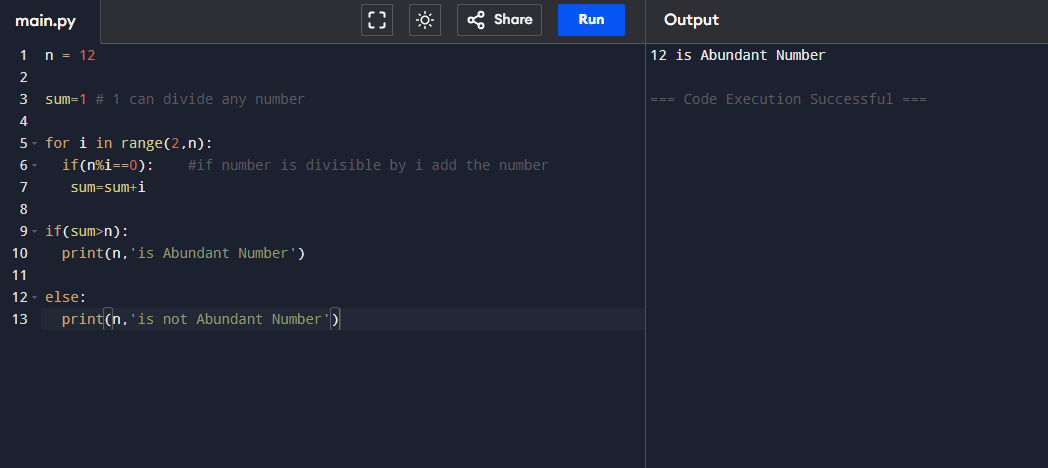 main.py
Share
Run
Output
1 n = 12
2
3 sum=1 # 1 can divide any number
4
5 for i in range(2,n):
6   if(n%i==0):    #if number is divisible by i add the number
7    sum=sum+i
8
9 if(sum>n):
10   print(n,'is Abundant Number')
11
12 else:
13   print(n,'is not Abundant Number')
12 is Abundant Number
=== Code Execution Successful ===